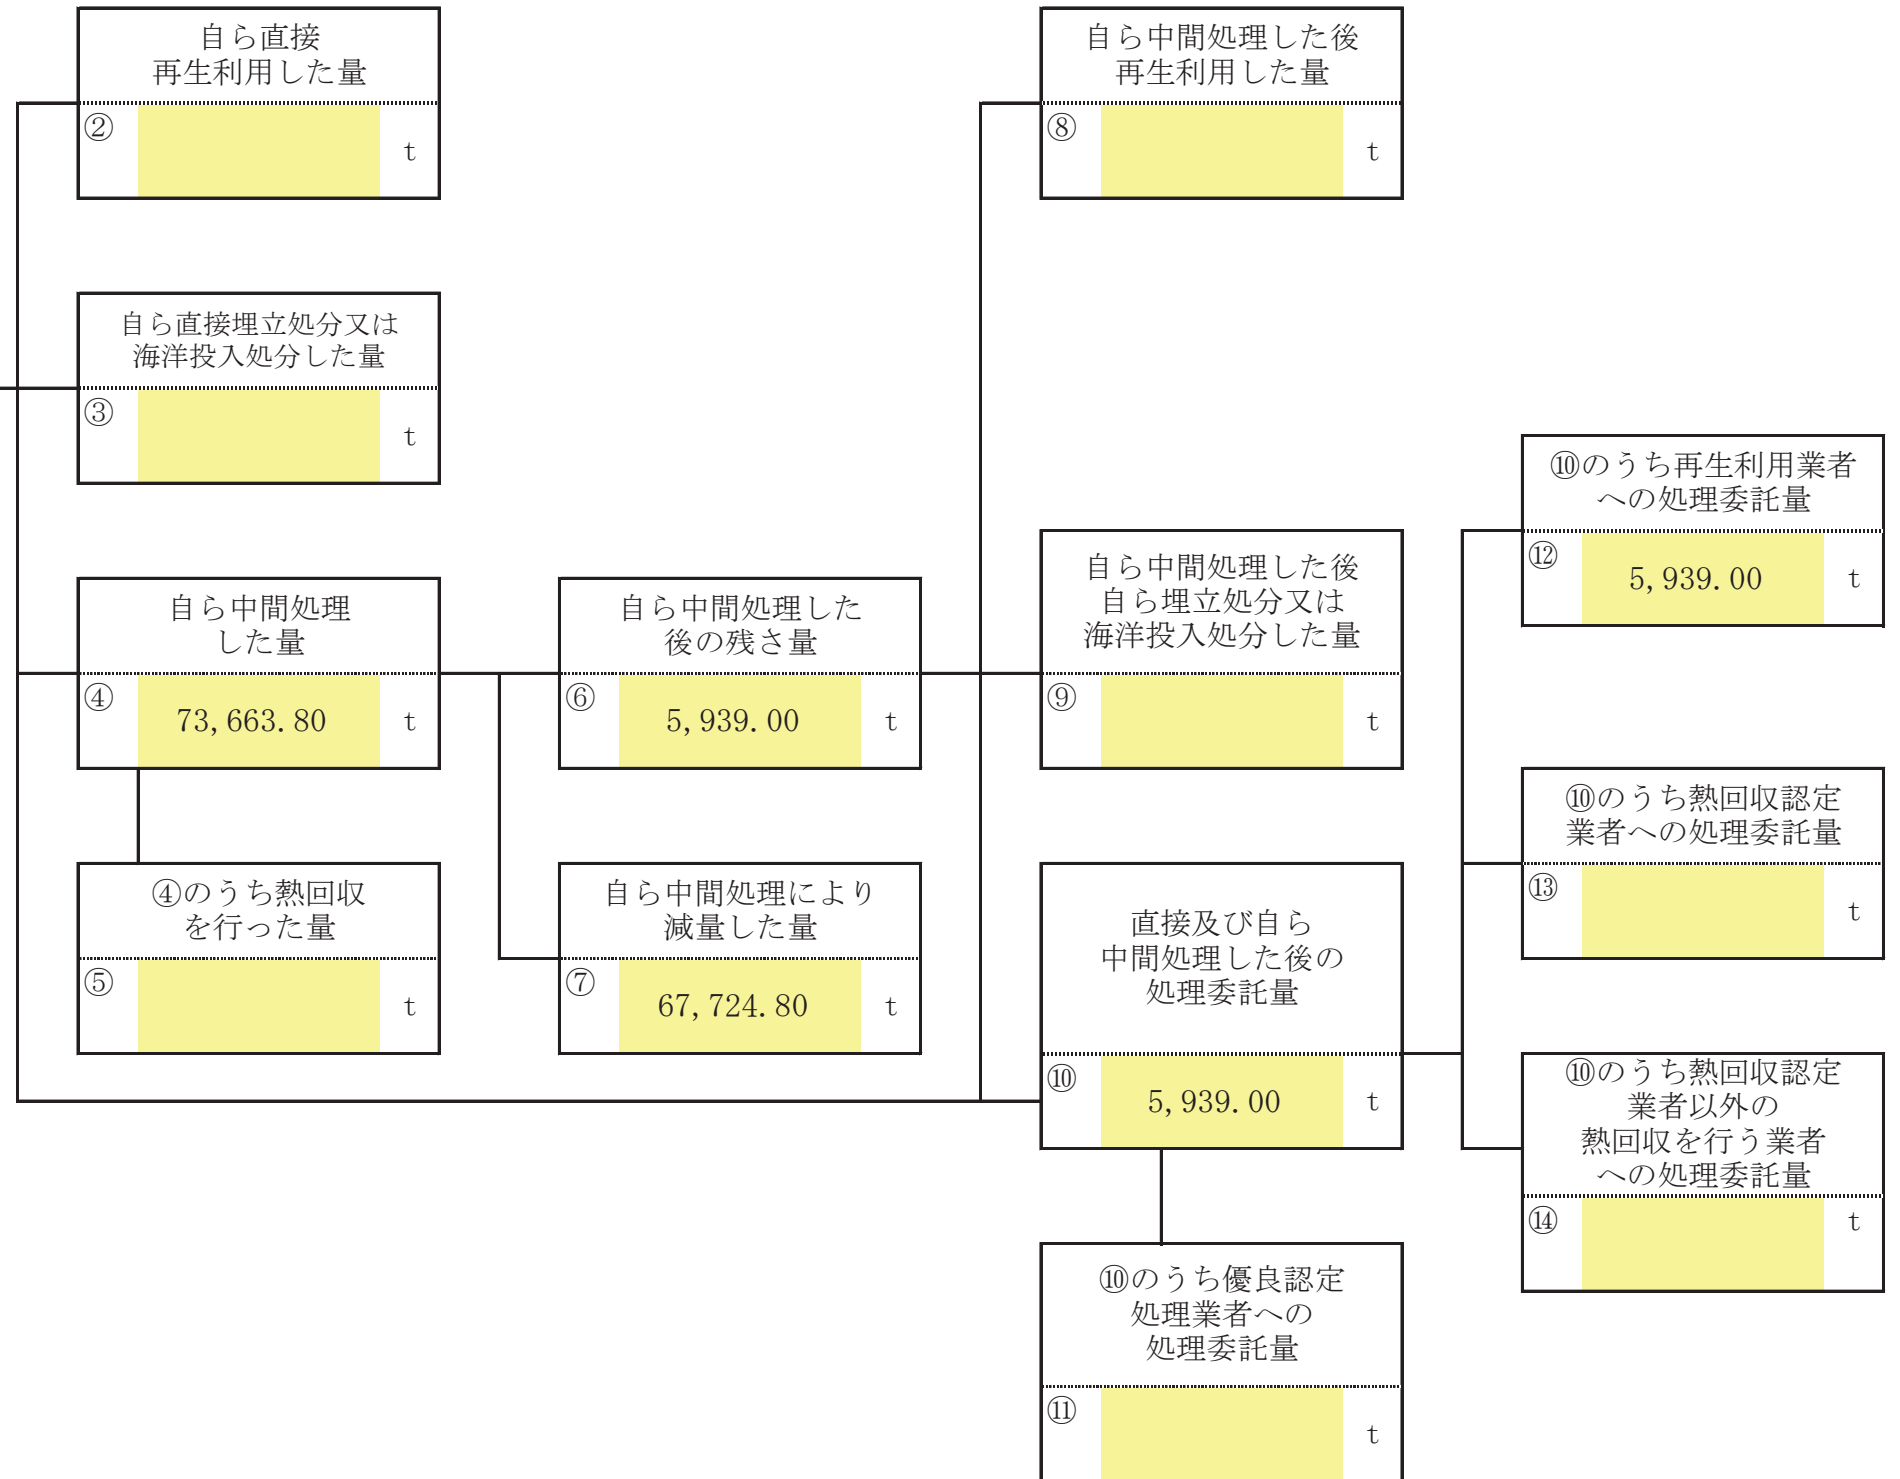 自ら直接
再生利用した量
②
t
自ら直接埋立処分又は
海洋投入処分した量
③
t
自ら中間処理
した量
④
73,663.80
t
④のうち熱回収
を行った量
⑤
t
自ら中間処理した
後の残さ量
⑥
5,939.00
t
自ら中間処理により
減量した量
⑦
67,724.80
t
自ら中間処理した後
再生利用した量
⑧
t
自ら中間処理した後
自ら埋立処分又は
海洋投入処分した量
⑨
t
直接及び自ら
中間処理した後の
処理委託量
⑩
5,939.00
t
⑩のうち優良認定
処理業者への
処理委託量
⑪
t
⑩のうち再生利用業者
への処理委託量
⑫
5,939.00
t
⑩のうち熱回収認定
業者への処理委託量
⑬
t
⑩のうち熱回収認定
業者以外の
熱回収を行う業者
への処理委託量
⑭
t